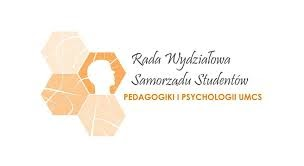 Rada Wydziałowa
Samorządu Studentów
PEDAGOGIKI I PSYCHOLOGII UMCS